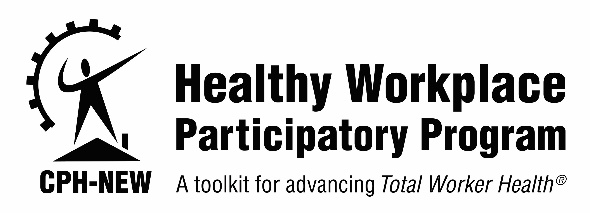 Healthy Workplace
Participatory Program
CPH-NEW
A toolkit for advancing Total Worker Health®